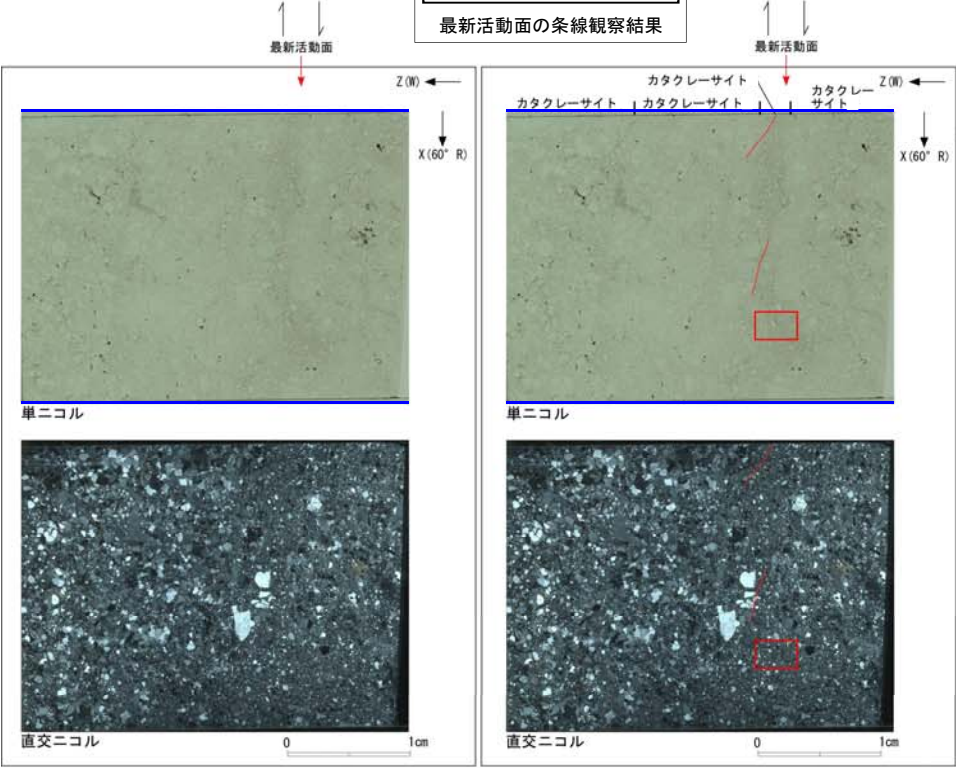 最新活動面の条線観察結果
最新活動面
Z(W)
X(60° R)
単ニコル
直交ニコル
0
1cm
最新活動面
カタクレーサイト
Z(W)
カタクレーサイト
カタクレーサイト
カタクレー
サイト
X(60° R)
単ニコル
直交ニコル
0
1cm